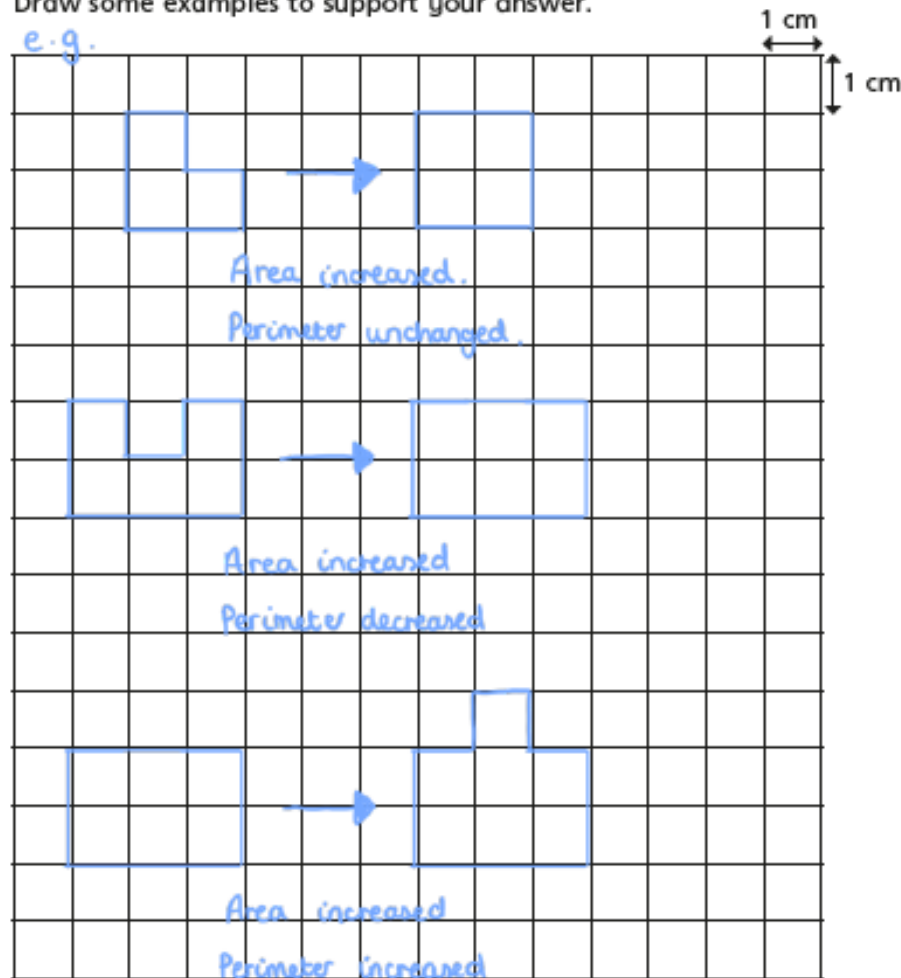 Draw some examples to support your answer.
1 cm
e.g.
1 cm
Area increased.
Perimeter unchanged.
Area increased
Perimeter decreased
Area increased
Perimeter increased